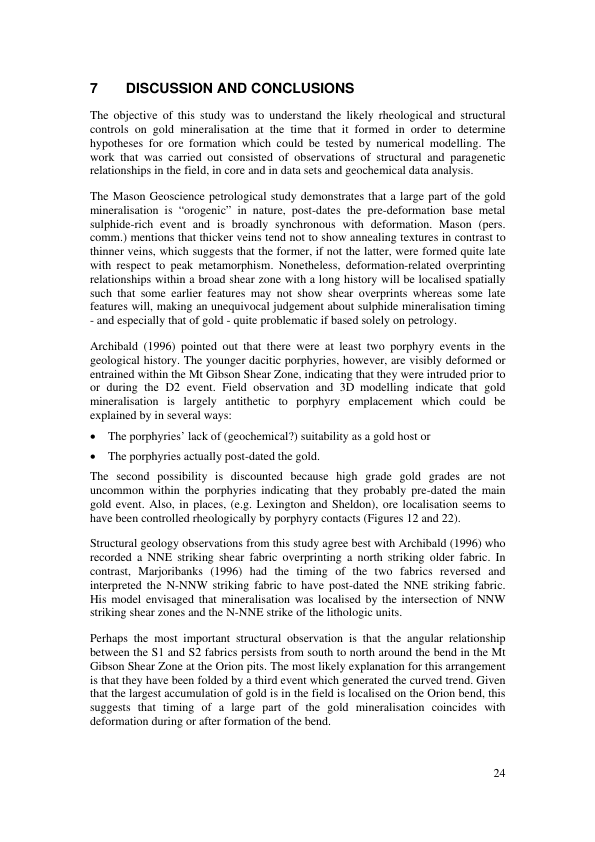 7 DISCUSSION AND CONCLUSIONS
The objective of this study was to understand the likely rheological and structural
controls on gold mineralisation at the time that it formed in order to determine
hypotheses for ore formation which could be tested by numerical modelling. The
work that was carried out consisted of observations of structural and paragenetic
relationships in the field, in core and in data sets and geochemical data analysis.
The Mason Geoscience petrological study demonstrates that a large part of the gold
mineralisation is “orogenic” in nature, post-dates the pre-deformation base metal
sulphide-rich event and is broadly synchronous with deformation. Mason (pers.
comm.) mentions that thicker veins tend not to show annealing textures in contrast to
thinner veins, which suggests that the former, if not the latter, were formed quite late
with respect to peak metamorphism. Nonetheless, deformation-related overprinting
relationships within a broad shear zone with a long history will be localised spatially
such that some earlier features may not show shear overprints whereas some late
features will, making an unequivocal judgement about sulphide mineralisation timing
- and especially that of gold - quite problematic if based solely on petrology.
Archibald (1996) pointed out that there were at least two porphyry events in the
geological history. The younger dacitic porphyries, however, are visibly deformed or
entrained within the Mt Gibson Shear Zone, indicating that they were intruded prior to
or during the D2 event. Field observation and 3D modelling indicate that gold
mineralisation is largely antithetic to porphyry emplacement which could be
explained by in several ways:
• The porphyries’ lack of (geochemical?) suitability as a gold host or
• The porphyries actually post-dated the gold.
The second possibility is discounted because high grade gold grades are not
uncommon within the porphyries indicating that they probably pre-dated the main
gold event. Also, in places, (e.g. Lexington and Sheldon), ore localisation seems to
have been controlled rheologically by porphyry contacts (Figures 12 and 22).
Structural geology observations from this study agree best with Archibald (1996) who
recorded a NNE striking shear fabric overprinting a north striking older fabric. In
contrast, Marjoribanks (1996) had the timing of the two fabrics reversed and
interpreted the N-NNW striking fabric to have post-dated the NNE striking fabric.
His model envisaged that mineralisation was localised by the intersection of NNW
striking shear zones and the N-NNE strike of the lithologic units.
Perhaps the most important structural observation is that the angular relationship
between the S1 and S2 fabrics persists from south to north around the bend in the Mt
Gibson Shear Zone at the Orion pits. The most likely explanation for this arrangement
is that they have been folded by a third event which generated the curved trend. Given
that the largest accumulation of gold is in the field is localised on the Orion bend, this
suggests that timing of a large part of the gold mineralisation coincides with
deformation during or after formation of the bend.
24